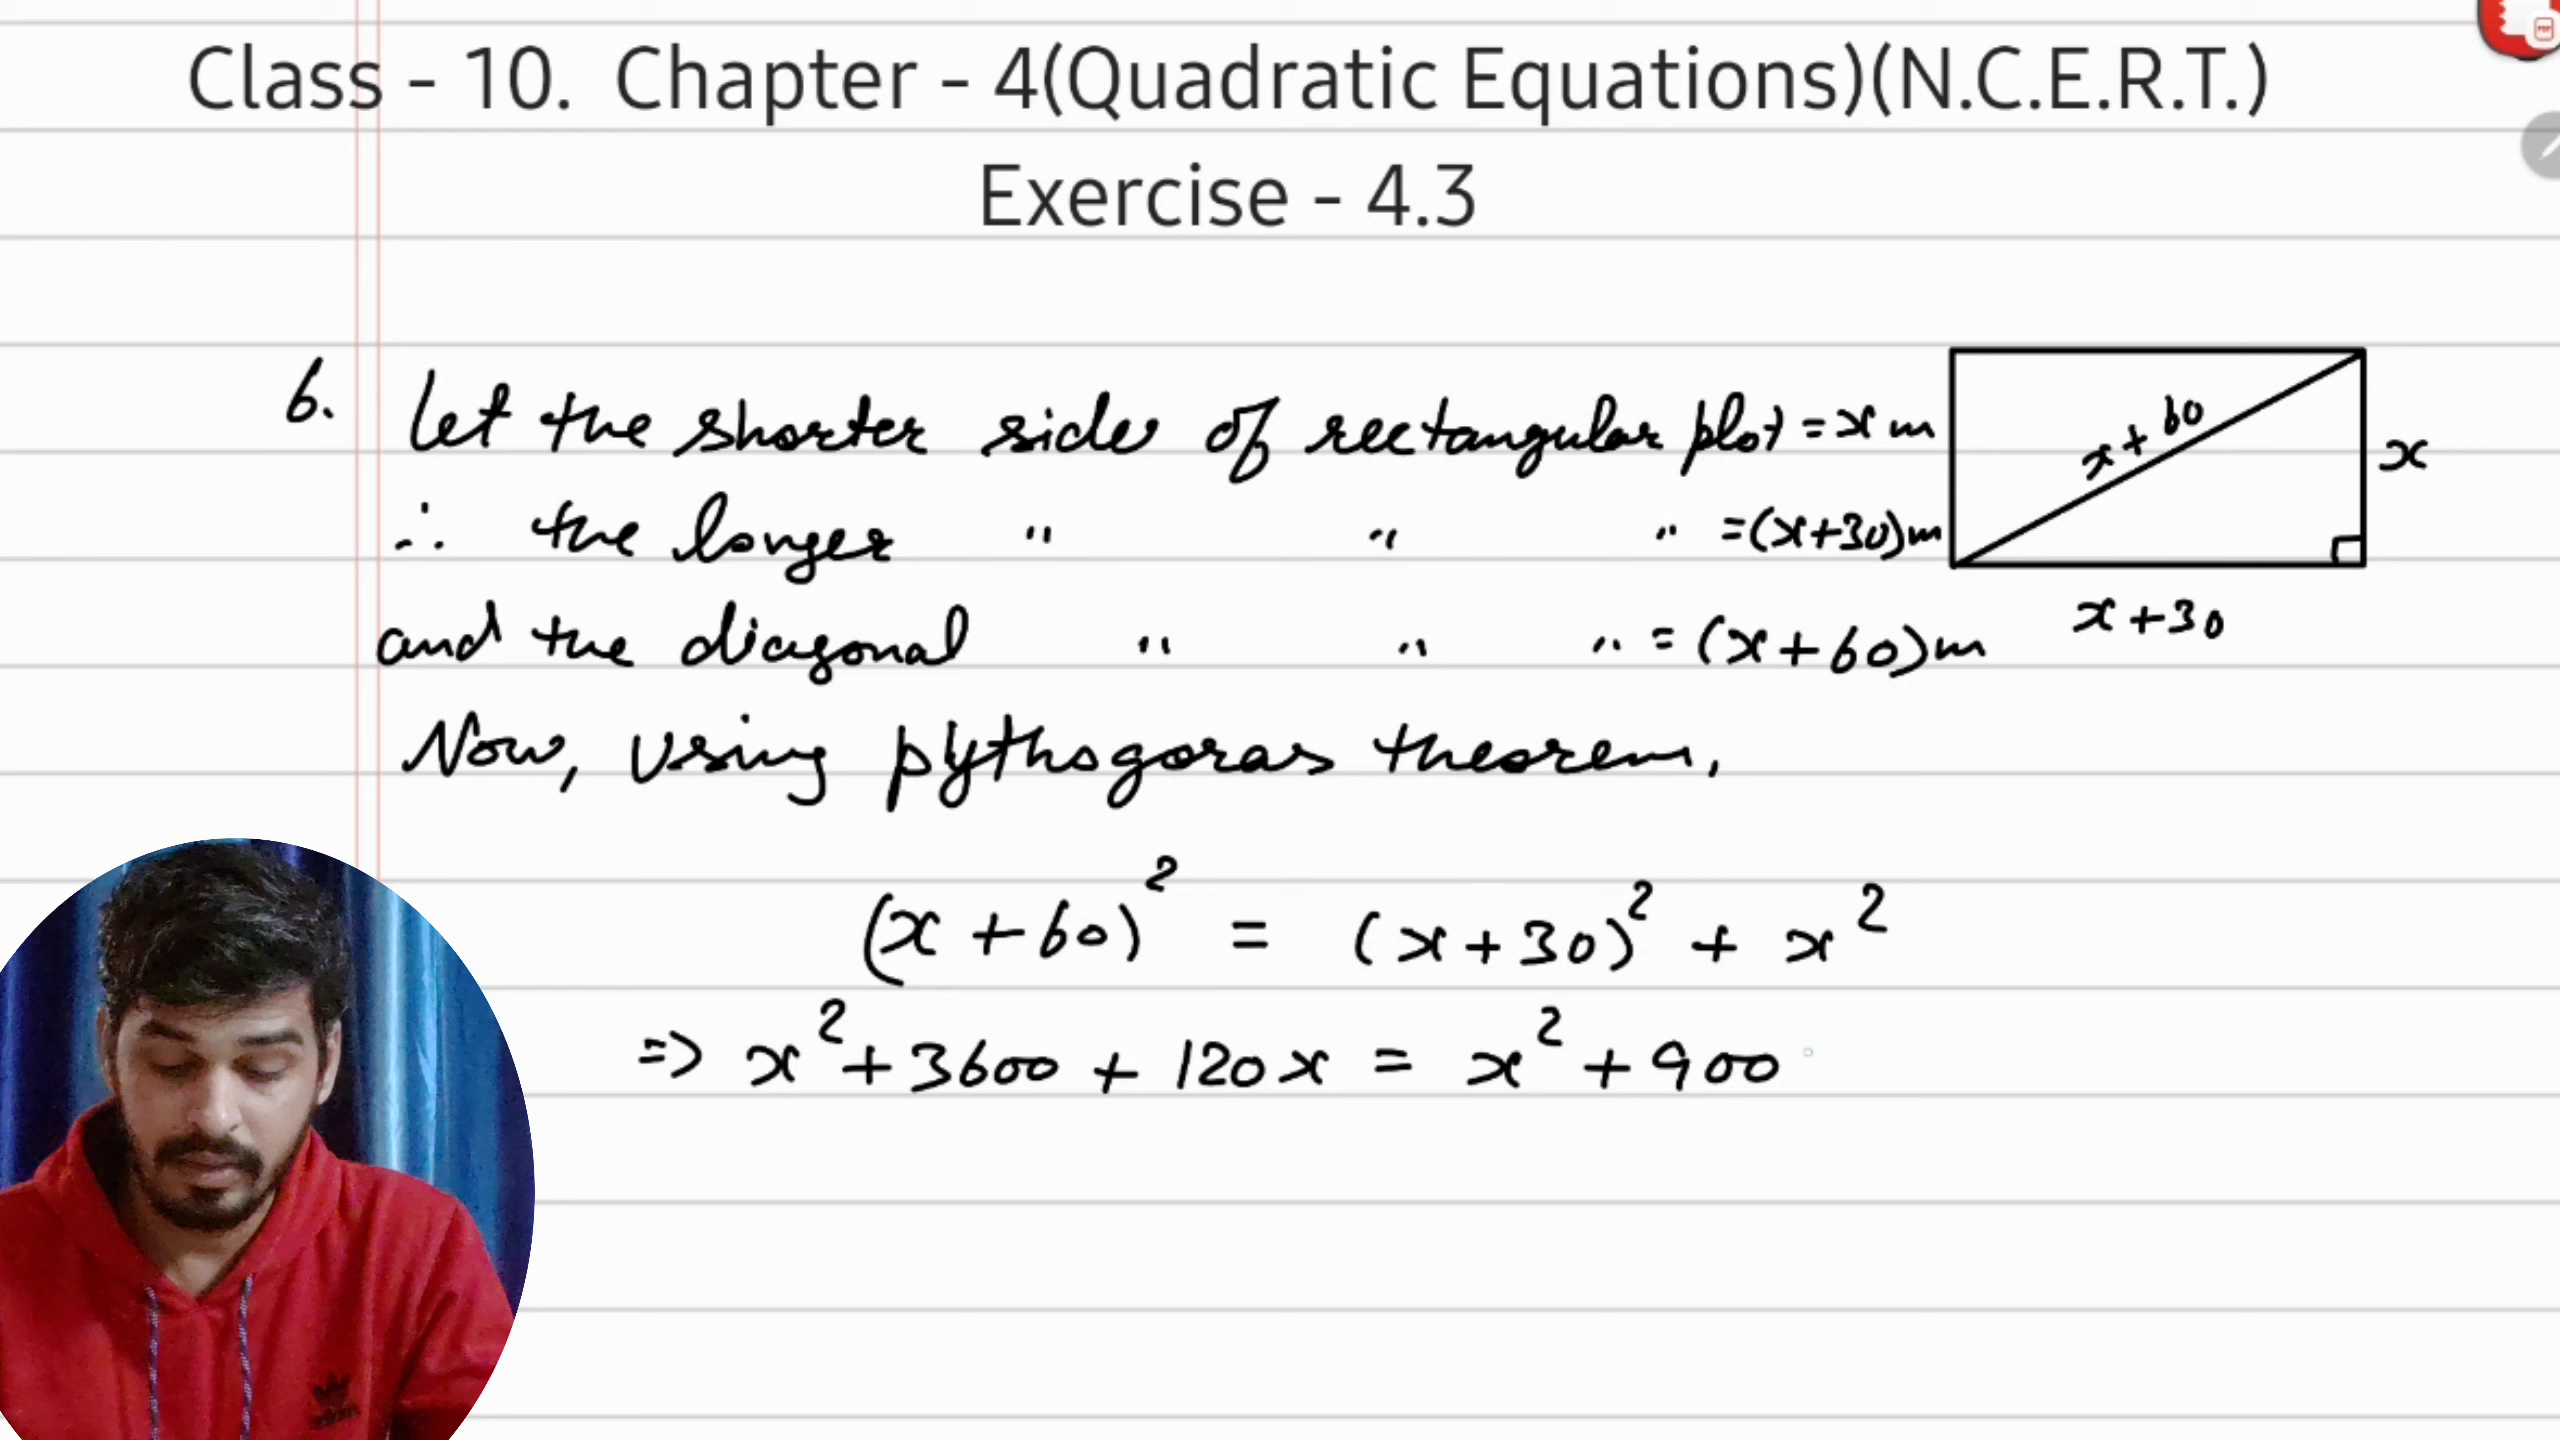 Class - 10. Chapter - 4(Quadratic Equations)(N.C.E.R.T.)
Exercise - 4.3
6. Let the shorter side of rectangular plot = x m
∴ the longer " " " = (x+30)m
and the diagonal " " " = (x+60)m
x + 60
x
x+30
Now, using pythogoras theorem,
(x + 60)² = (x+30)² + x²
=> x² + 3600 + 120x = x² + 900